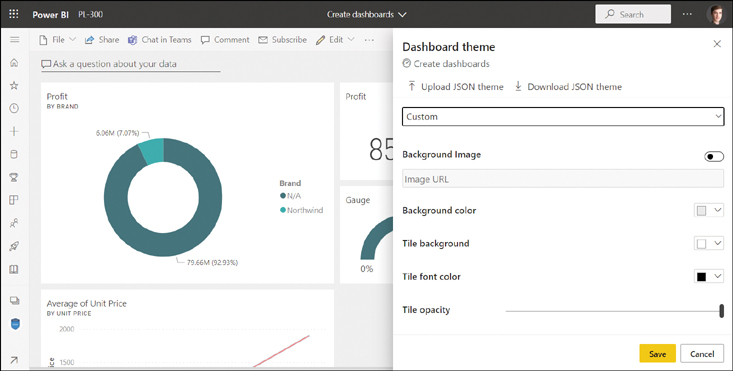 Power BI PL-300 Create dashboards Search
File Share Chat in Teams Comment Subscribe Edit
Ask a question about your data
Profit
BY BRAND
6.06M (7.07%)
79.66M (92.93%)
Brand
N/A
Northwind
Profit
85
Gauge
0%
Average of Unit Price
BY UNIT PRICE
2000
1500
Dashboard theme
Create dashboards
Upload JSON theme Download JSON theme
Custom
Background Image
Image URL
Background color
Tile background
Tile font color
Tile opacity
Save Cancel